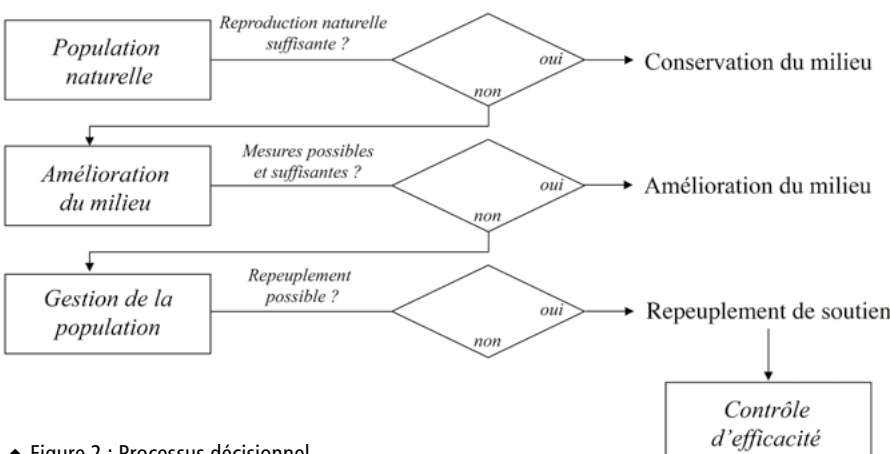 Reproduction naturelle
suffisante ?
Population
naturelle
oui
Conservation du milieu
non
Mesures possibles
et suffisantes ?
Amélioration
du milieu
oui
Amélioration du milieu
non
Repeuplement
possible ?
Gestion de la
population
oui
Repeuplement de soutien
non
Contrôle
d'efficacité
◆ Figure 2 : Processus décisionnel